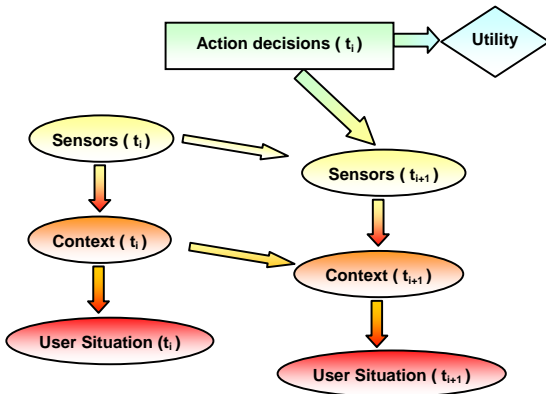 Action decisions ( tᵢ )
Utility
Sensors ( tᵢ)
Sensors ( tᵢ₊₁ )
Context ( tᵢ)
Context ( tᵢ₊₁ )
User Situation (tᵢ )
User Situation ( tᵢ₊₁ )